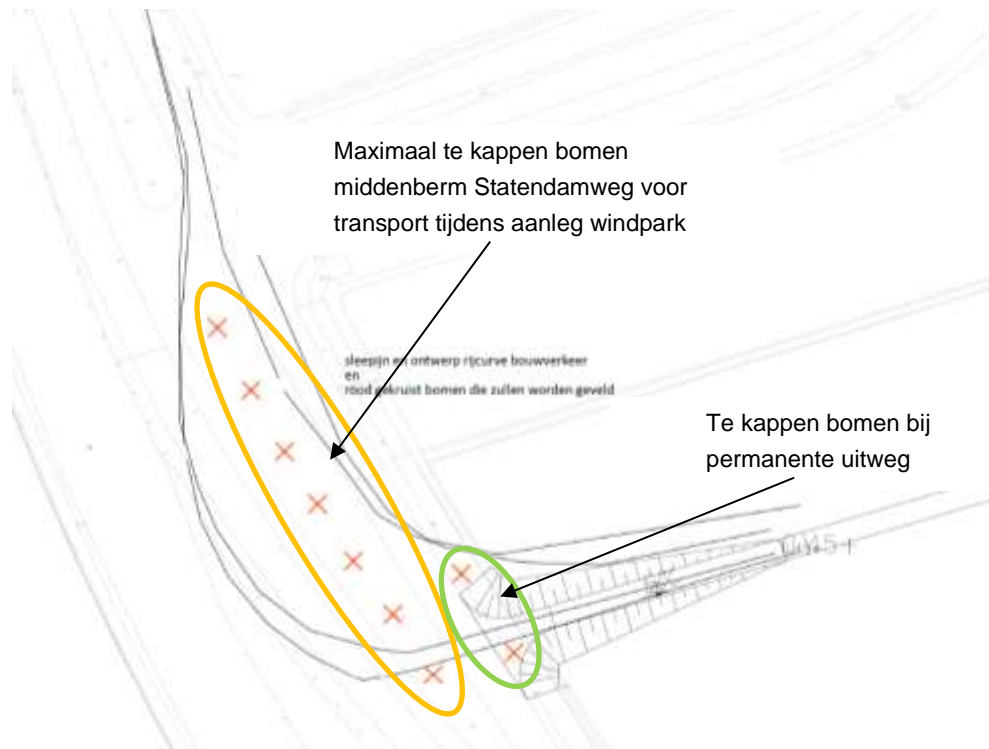 Maximaal te kappen bomen
middenberm Statendamweg voor
transport tijdens aanleg windpark
sleepijn en ontwerp rijcurve bouwverkeer
en
rood gekruist bomen die zullen worden geveld
Te kappen bomen bij
permanente uitweg